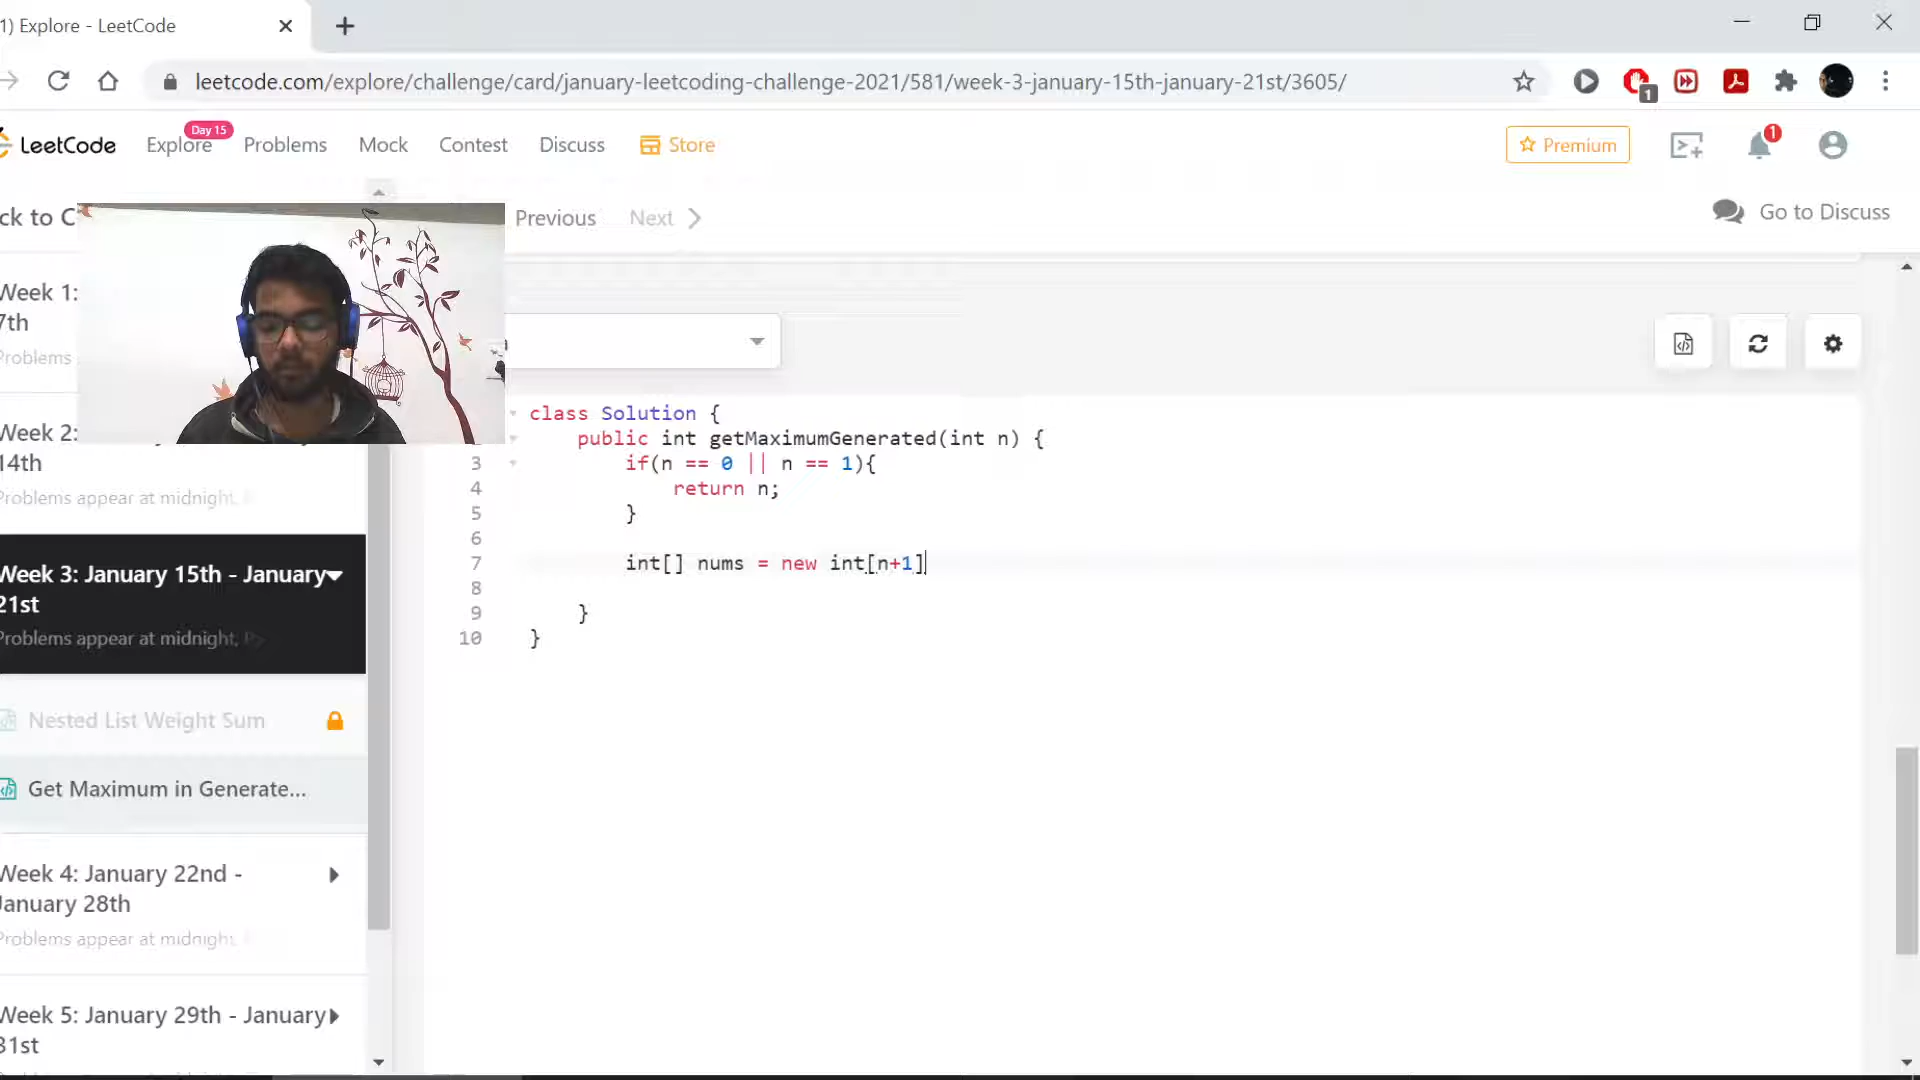 1) Explore - LeetCode
leetcode.com/explore/challenge/card/january-leetcoding-challenge-2021/581/week-3-january-15th-january-21st/3605/
1
LeetCode
Explore
Day 15
Problems
Mock
Contest
Discuss
Store
Premium
1
ck to C
Previous
Next
Go to Discuss
Week 1:
7th
Problems
Week 2:
14th
Problems appear at midnight,
Week 3: January 15th - January
21st
Problems appear at midnight,
Nested List Weight Sum
Get Maximum in Generate...
Week 4: January 22nd -
January 28th
Problems appear at midnight,
Week 5: January 29th - January
31st
class Solution {
public int getMaximumGenerated(int n) {
3 if(n == 0 || n == 1){
4 return n;
5 }
6
7 int[] nums = new int[n+1]
8
9 }
10 }